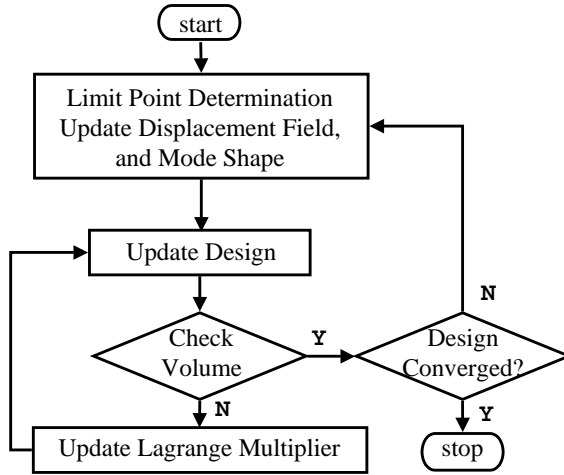 start
Limit Point Determination
Update Displacement Field,
and Mode Shape
Update Design
N
Check
Volume
Y
Design
Converged?
N
Y
Update Lagrange Multiplier
stop